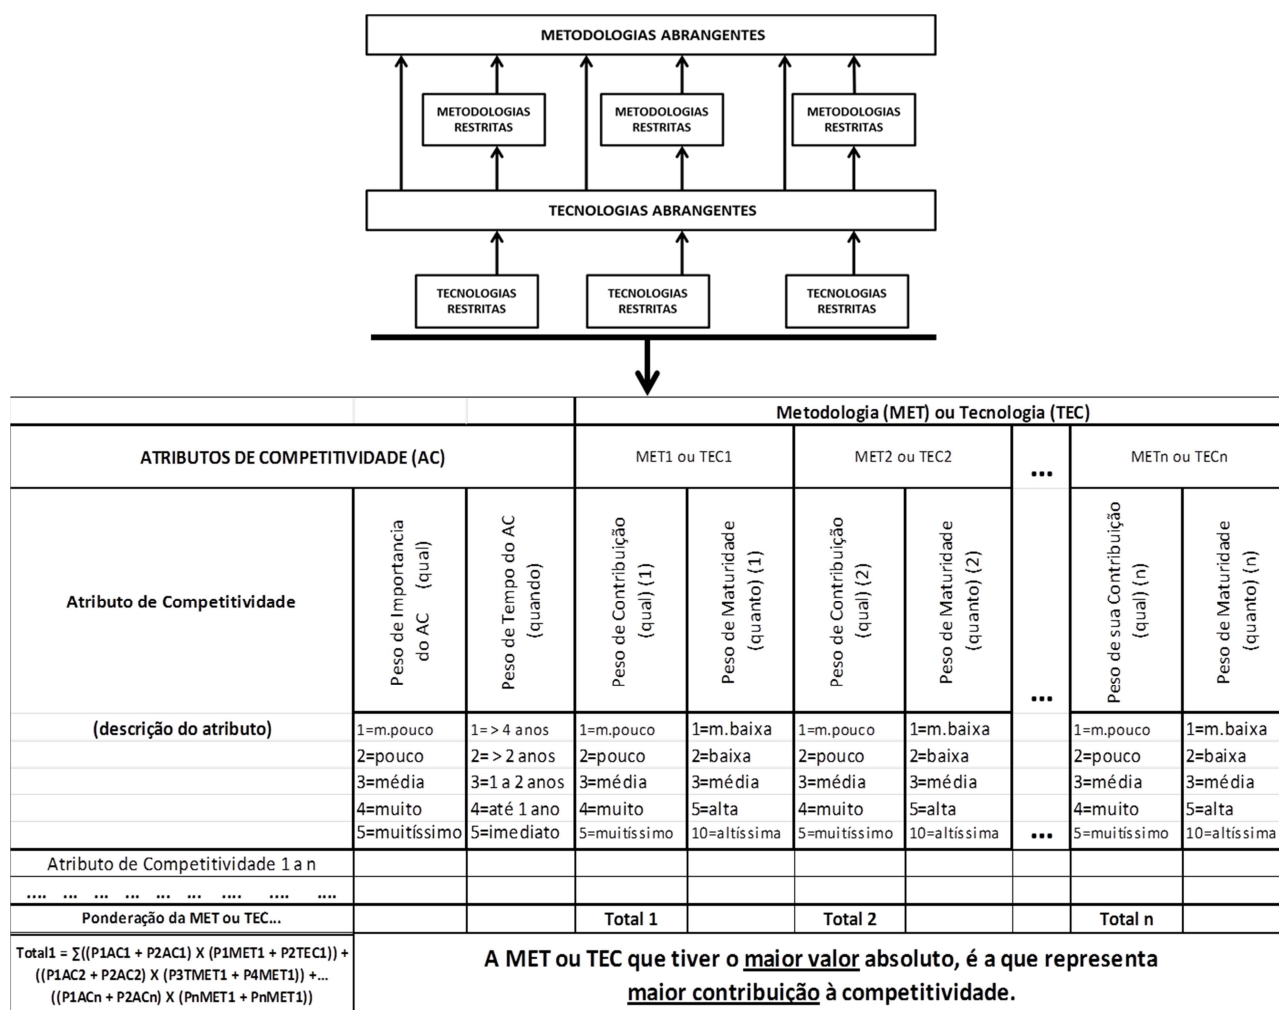 METODOLOGIAS ABRANGENTES
METODOLOGIAS RESTRITAS
METODOLOGIAS RESTRITAS
METODOLOGIAS RESTRITAS
TECNOLOGIAS ABRANGENTES
TECNOLOGIAS RESTRITAS
TECNOLOGIAS RESTRITAS
TECNOLOGIAS RESTRITAS
Metodologia (MET) ou Tecnologia (TEC)
ATRIBUTOS DE COMPETITIVIDADE (AC) MET1 ou TEC1 MET2 ou TEC2 ... METn ou TECn
Atributo de Competitividade
Peso de Importancia do AC (qual)
Peso de Tempo do AC (quando)
Peso de Contribuição (qual) (1)
Peso de Maturidade (quanto) (1)
Peso de Contribuição (qual) (2)
Peso de Maturidade (quanto) (2)
...
Peso de sua Contribuição (qual) (n)
Peso de Maturidade (quanto) (n)
(descrição do atributo) 1=m.pouco 1=> 4 anos 1=m.pouco 1=m.baixa 1=m.pouco 1=m.baixa 1=m.pouco 1=m.baixa
2=pouco 2=> 2 anos 2=pouco 2=baixa 2=pouco 2=baixa 2=pouco 2=baixa
3=média 3=1 a 2 anos 3=média 3=média 3=média 3=média 3=média 3=média
4=muito 4=até 1 ano 4=muito 5=alta 4=muito 5=alta 4=muito 5=alta
5=muitíssimo 5=imediato 5=muitíssimo 10=altíssima 5=muitíssimo 10=altíssima ... 5=muitíssimo 10=altíssima
Atributo de Competitividade 1 a n
.... ... ... ... ... ... .... .... ....
Ponderação da MET ou TEC... Total 1 Total 2 Total n
Total1 = ∑((P1AC1 + P2AC1) X (P1MET1 + P2TEC1)) +
((P1AC2 + P2AC2) X (P3TMET1 + P4MET1)) +...
((P1ACn + P2ACn) X (PnMET1 + PnMET1))
A MET ou TEC que tiver o maior valor absoluto, é a que representa
maior contribuição à competitividade.